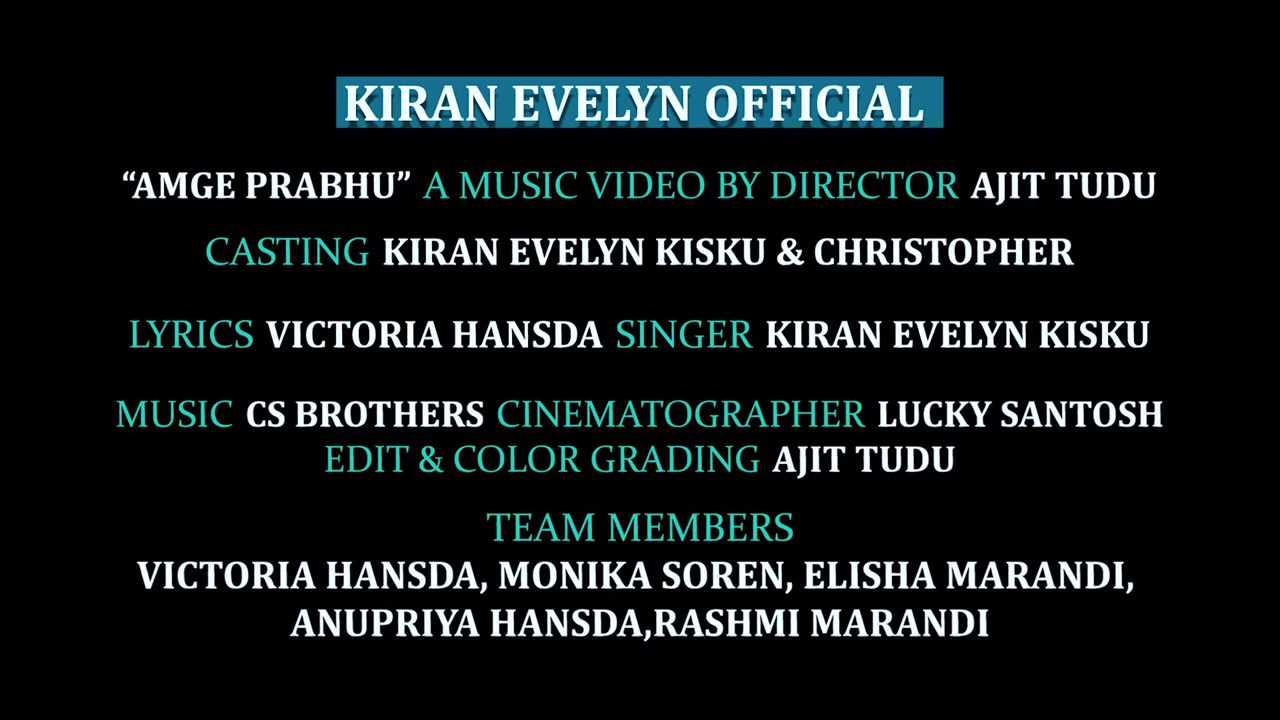 KIRAN EVELYN OFFICIAL
“AMGE PRABHU” A MUSIC VIDEO BY DIRECTOR AJIT TUDU
CASTING KIRAN EVELYN KISKU & CHRISTOPHER
LYRICS VICTORIA HANSDA SINGER KIRAN EVELYN KISKU
MUSIC CS BROTHERS CINEMATOGRAPHER LUCKY SANTOSH
EDIT & COLOR GRADING AJIT TUDU
TEAM MEMBERS
VICTORIA HANSDA, MONIKA SOREN, ELISHA MARANDI,
ANUPRIYA HANSDA,RASHMI MARANDI